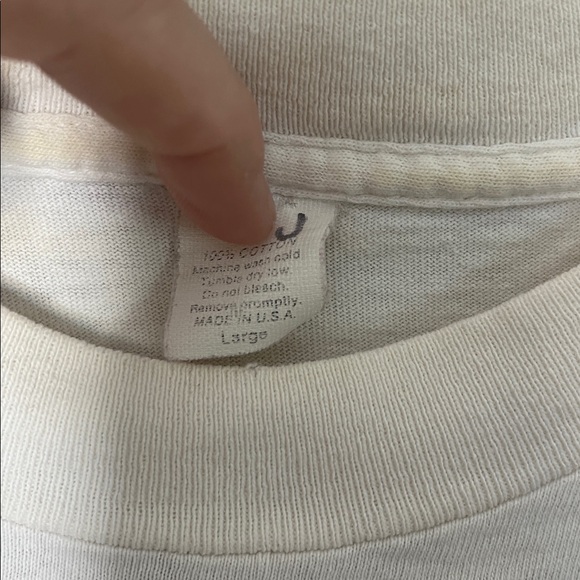 J
100% COTTON
Machine wash cold
Tumble dry low.
Do not bleach.
Remove promptly.
MADE IN U.S.A.
Large